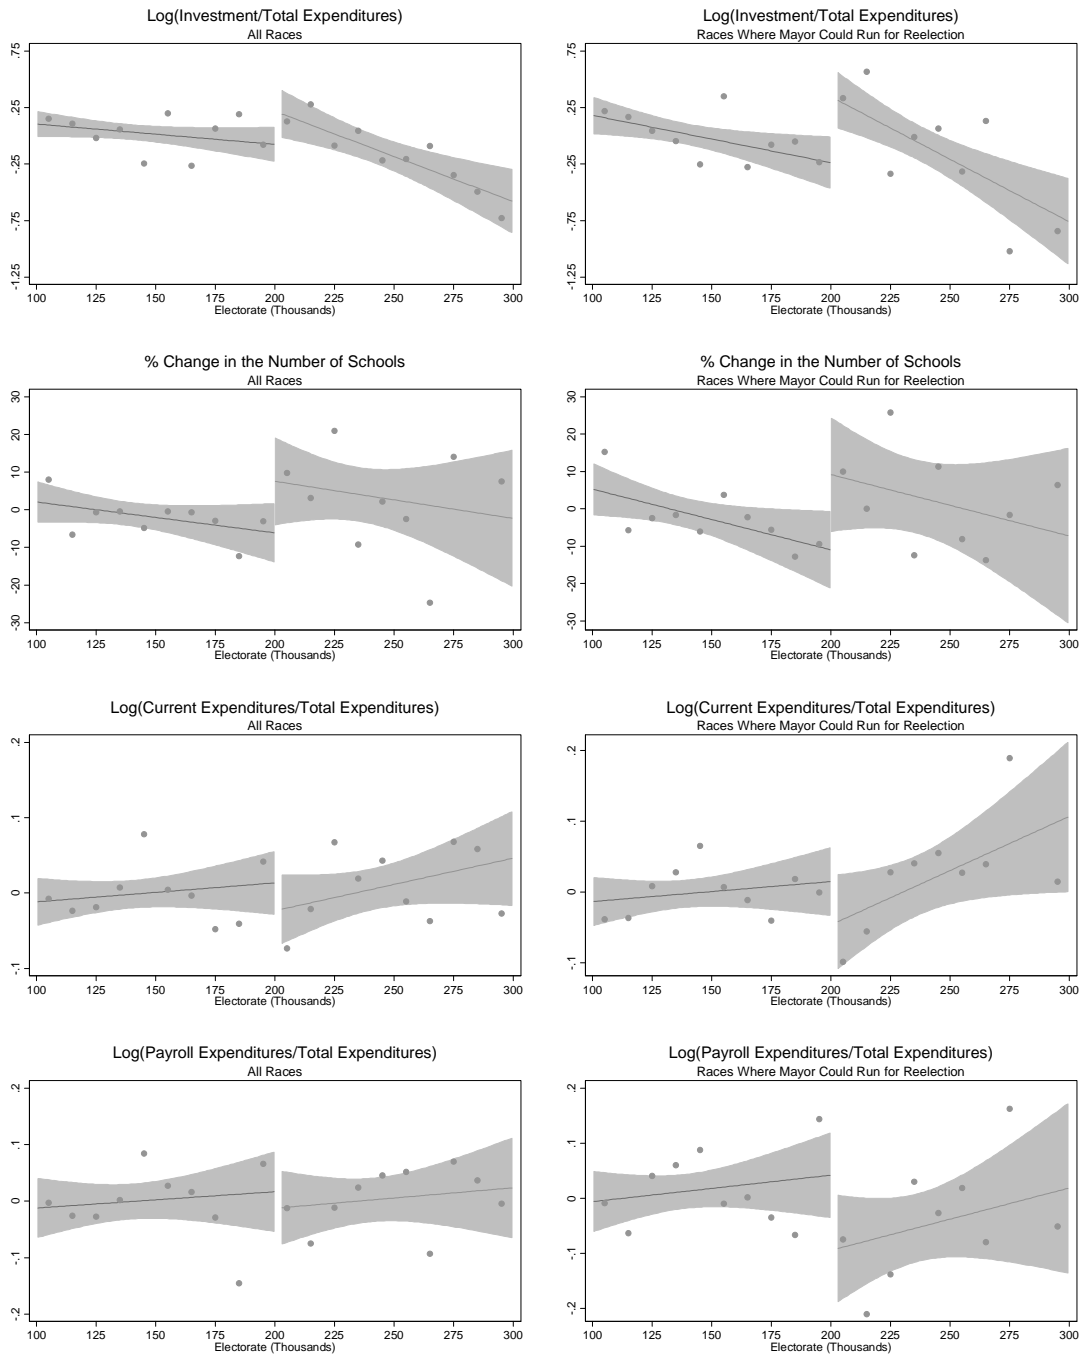 Log(Investment/Total Expenditures)
All Races
.75
.25
-.25
-.75
-1.25
100 125 150 175 200 225 250 275 300
Electorate (Thousands)
Log(Investment/Total Expenditures)
Races Where Mayor Could Run for Reelection
.75
.25
-.25
-.75
-1.25
100 125 150 175 200 225 250 275 300
Electorate (Thousands)
% Change in the Number of Schools
All Races
30
20
10
0
-10
-20
-30
100 125 150 175 200 225 250 275 300
Electorate (Thousands)
% Change in the Number of Schools
Races Where Mayor Could Run for Reelection
30
20
10
0
-10
-20
-30
100 125 150 175 200 225 250 275 300
Electorate (Thousands)
Log(Current Expenditures/Total Expenditures)
All Races
.2
.1
0
-.1
100 125 150 175 200 225 250 275 300
Electorate (Thousands)
Log(Current Expenditures/Total Expenditures)
Races Where Mayor Could Run for Reelection
.2
.1
0
-.1
100 125 150 175 200 225 250 275 300
Electorate (Thousands)
Log(Payroll Expenditures/Total Expenditures)
All Races
.2
.1
0
-.1
-.2
100 125 150 175 200 225 250 275 300
Electorate (Thousands)
Log(Payroll Expenditures/Total Expenditures)
Races Where Mayor Could Run for Reelection
.2
.1
0
-.1
-.2
100 125 150 175 200 225 250 275 300
Electorate (Thousands)